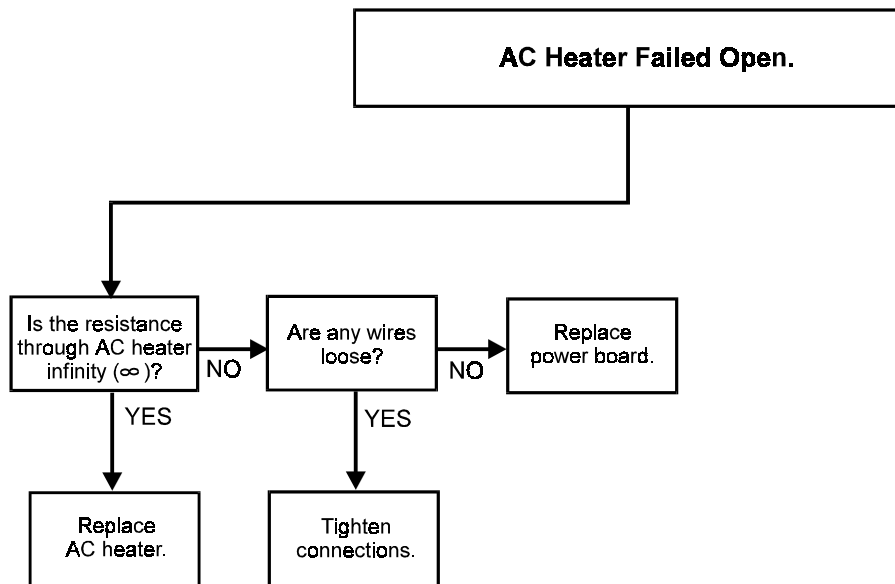 AC Heater Failed Open.
Is the resistance
through AC heater
infinity (∞)?
NO
Are any wires
loose?
NO
Replace
power board.
YES
YES
Replace
AC heater.
Tighten
connections.